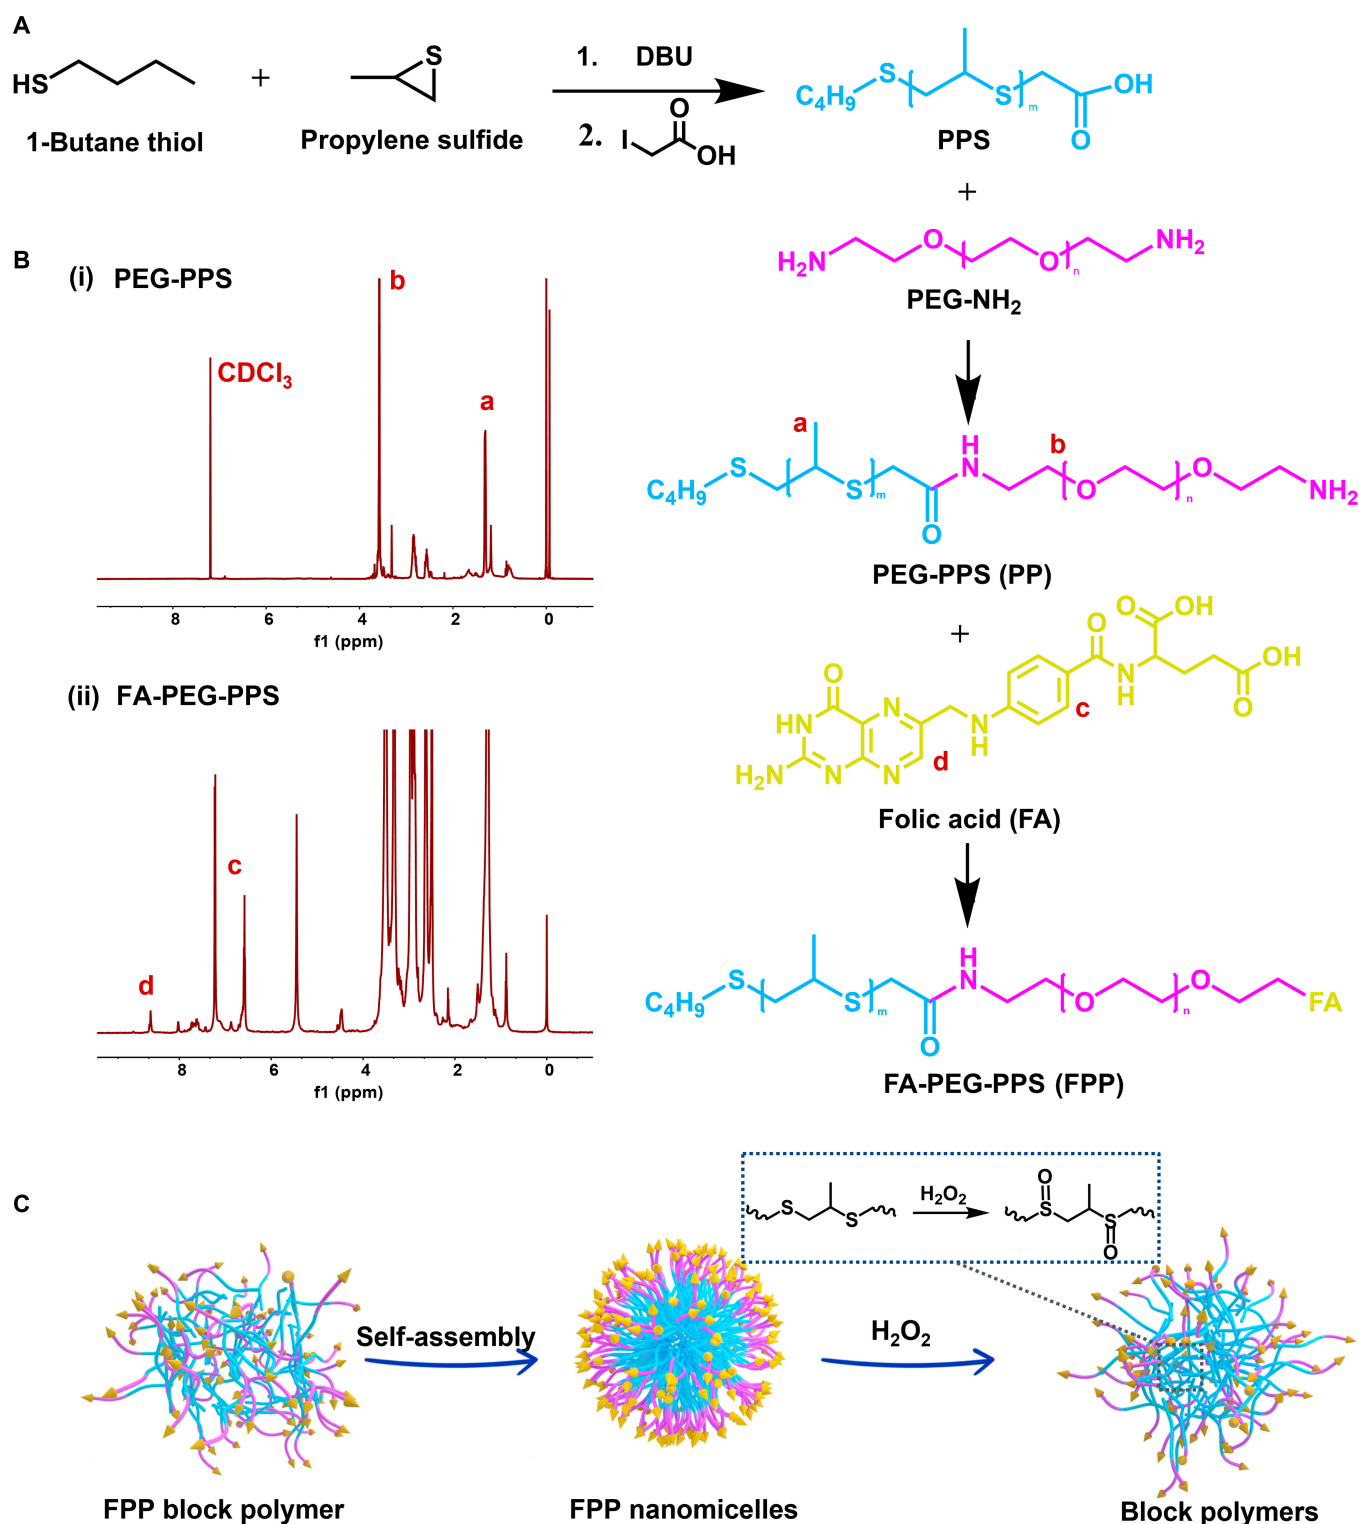 A
HS
+
S
1. DBU
2. I O OH
C4H9 S S m O OH
1-Butane thiol
Propylene sulfide
PPS
+
H2N O O n NH2
PEG-NH2
B
(i) PEG-PPS
b
CDCl3
a
8 6 4 2 0
f1 (ppm)
a b
C4H9 S S m O H N O n O NH2
PEG-PPS (PP)
+
O OH O O OH O N H
O HN N N H c
H2N N N d
Folic acid (FA)
(ii) FA-PEG-PPS
c
d
8 6 4 2 0
f1 (ppm)
C4H9 S S m O H N O n O FA
FA-PEG-PPS (FPP)
C
S S H2O2 O S S O
Self-assembly
H2O2
FPP block polymer
FPP nanomicelles
Block polymers